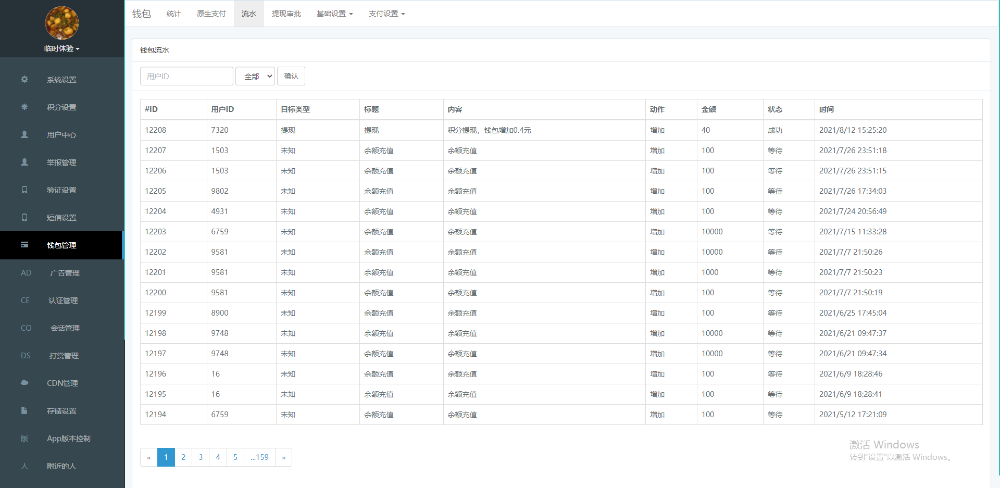 临时体验
系统设置
积分设置
用户中心
举报管理
验证设置
短信设置
钱包管理
AD 广告管理
CE 认证管理
CO 会话管理
DS 打赏管理
CDN管理
存储设置
版 App版本控制
人 附近的人
钱包 统计 原生支付 流水 提现审批 基础设置 支付设置
钱包流水
用户ID 全部 确认
#ID 用户ID 目标类型 标题 内容 动作 金额 状态 时间
12208 7320 提现 提现 积分提现，钱包增加0.4元 增加 40 成功 2021/8/12 15:25:20
12207 1503 未知 余额充值 余额充值 增加 100 等待 2021/7/26 23:51:18
12206 1503 未知 余额充值 余额充值 增加 100 等待 2021/7/26 23:51:15
12205 9802 未知 余额充值 余额充值 增加 100 等待 2021/7/26 17:34:03
12204 4931 未知 余额充值 余额充值 增加 100 等待 2021/7/24 20:56:49
12203 6759 未知 余额充值 余额充值 增加 10000 等待 2021/7/15 11:33:28
12202 9581 未知 余额充值 余额充值 增加 10000 等待 2021/7/7 21:50:26
12201 9581 未知 余额充值 余额充值 增加 1000 等待 2021/7/7 21:50:23
12200 9581 未知 余额充值 余额充值 增加 100 等待 2021/7/7 21:50:19
12199 8900 未知 余额充值 余额充值 增加 100 等待 2021/6/25 17:45:04
12198 9748 未知 余额充值 余额充值 增加 10000 等待 2021/6/21 09:47:37
12197 9748 未知 余额充值 余额充值 增加 10000 等待 2021/6/21 09:47:34
12196 16 未知 余额充值 余额充值 增加 100 等待 2021/6/9 18:28:46
12195 16 未知 余额充值 余额充值 增加 100 等待 2021/6/9 18:28:41
12194 6759 未知 余额充值 余额充值 增加 100 等待 2021/5/12 17:21:09
« 1 2 3 4 5 ...159 »
激活 Windows
转到"设置"以激活 Windows。